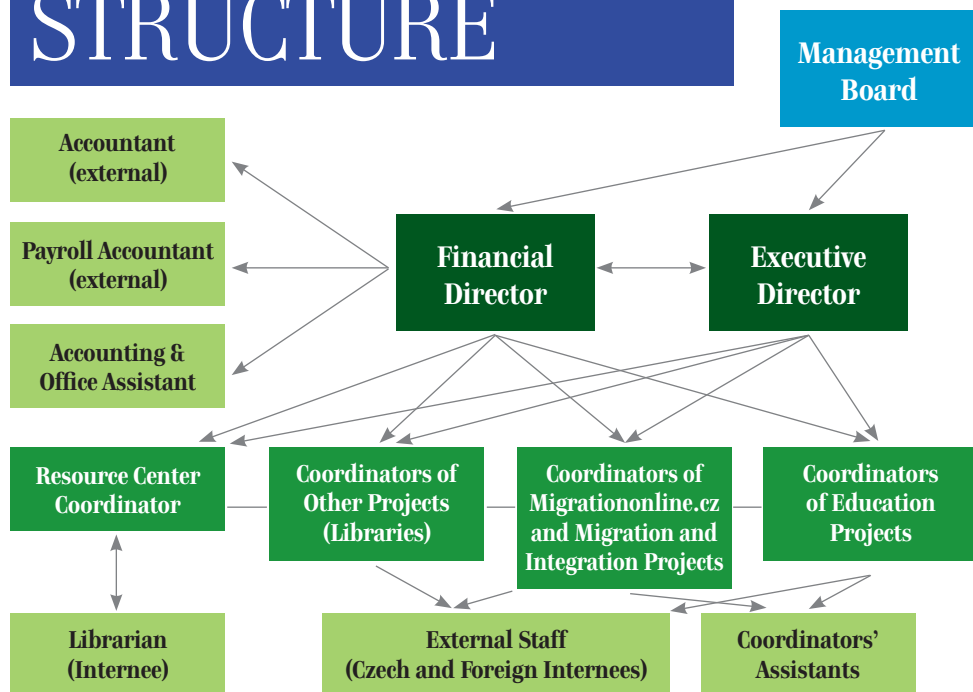 STRUCTURE
Management
Board
Accountant
(external)
Payroll Accountant
(external)
Accounting &
Office Assistant
Financial
Director
Executive
Director
Resource Center
Coordinator
Coordinators of
Other Projects
(Libraries)
Coordinators of
Migrationonline.cz
and Migration and
Integration Projects
Coordinators
of Education
Projects
Librarian
(Internee)
External Staff
(Czech and Foreign Internees)
Coordinators’
Assistants